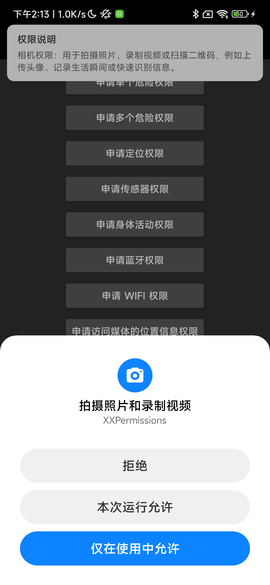 下午2:13 | 1.0K/s
60
权限说明
相机权限：用于拍摄照片、录制视频或扫描二维码，例如上
传头像、记录生活瞬间或快速识别信息。
申请单个危险权限
申请多个危险权限
申请定位权限
申请传感器权限
申请身体活动权限
申请蓝牙权限
申请 WIFI 权限
申请访问媒体的位置信息权限
拍摄照片和录制视频
XXPermissions
拒绝
本次运行允许
仅在使用中允许